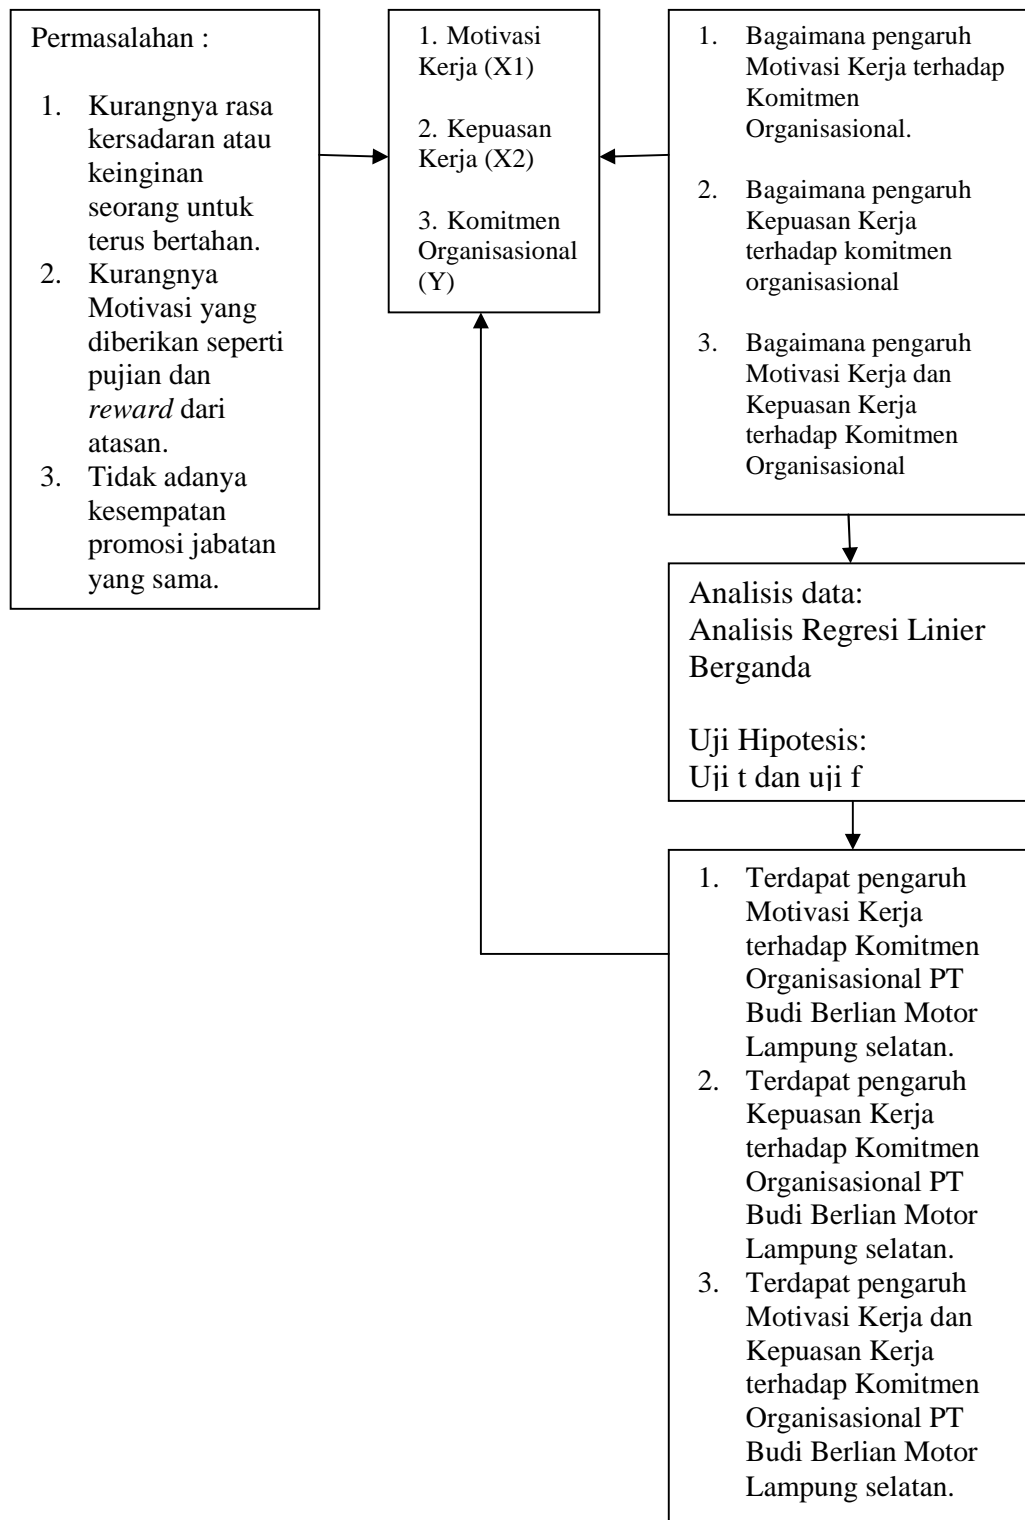 Permasalahan :
1. Kurangnya rasa
kersadaran atau
keinginan
seorang untuk
terus bertahan.
2. Kurangnya
Motivasi yang
diberikan seperti
pujian dan
reward dari
atasan.
3. Tidak adanya
kesempatan
promosi jabatan
yang sama.
1. Motivasi
Kerja (X1)
2. Kepuasan
Kerja (X2)
3. Komitmen
Organisasional
(Y)
1. Bagaimana pengaruh
Motivasi Kerja terhadap
Komitmen
Organisasional.
2. Bagaimana pengaruh
Kepuasan Kerja
terhadap komitmen
organisasional
3. Bagaimana pengaruh
Motivasi Kerja dan
Kepuasan Kerja
terhadap Komitmen
Organisasional
Analisis data:
Analisis Regresi Linier
Berganda
Uji Hipotesis:
Uji t dan uji f
1. Terdapat pengaruh
Motivasi Kerja
terhadap Komitmen
Organisasional PT
Budi Berlian Motor
Lampung selatan.
2. Terdapat pengaruh
Kepuasan Kerja
terhadap Komitmen
Organisasional PT
Budi Berlian Motor
Lampung selatan.
3. Terdapat pengaruh
Motivasi Kerja dan
Kepuasan Kerja
terhadap Komitmen
Organisasional PT
Budi Berlian Motor
Lampung selatan.